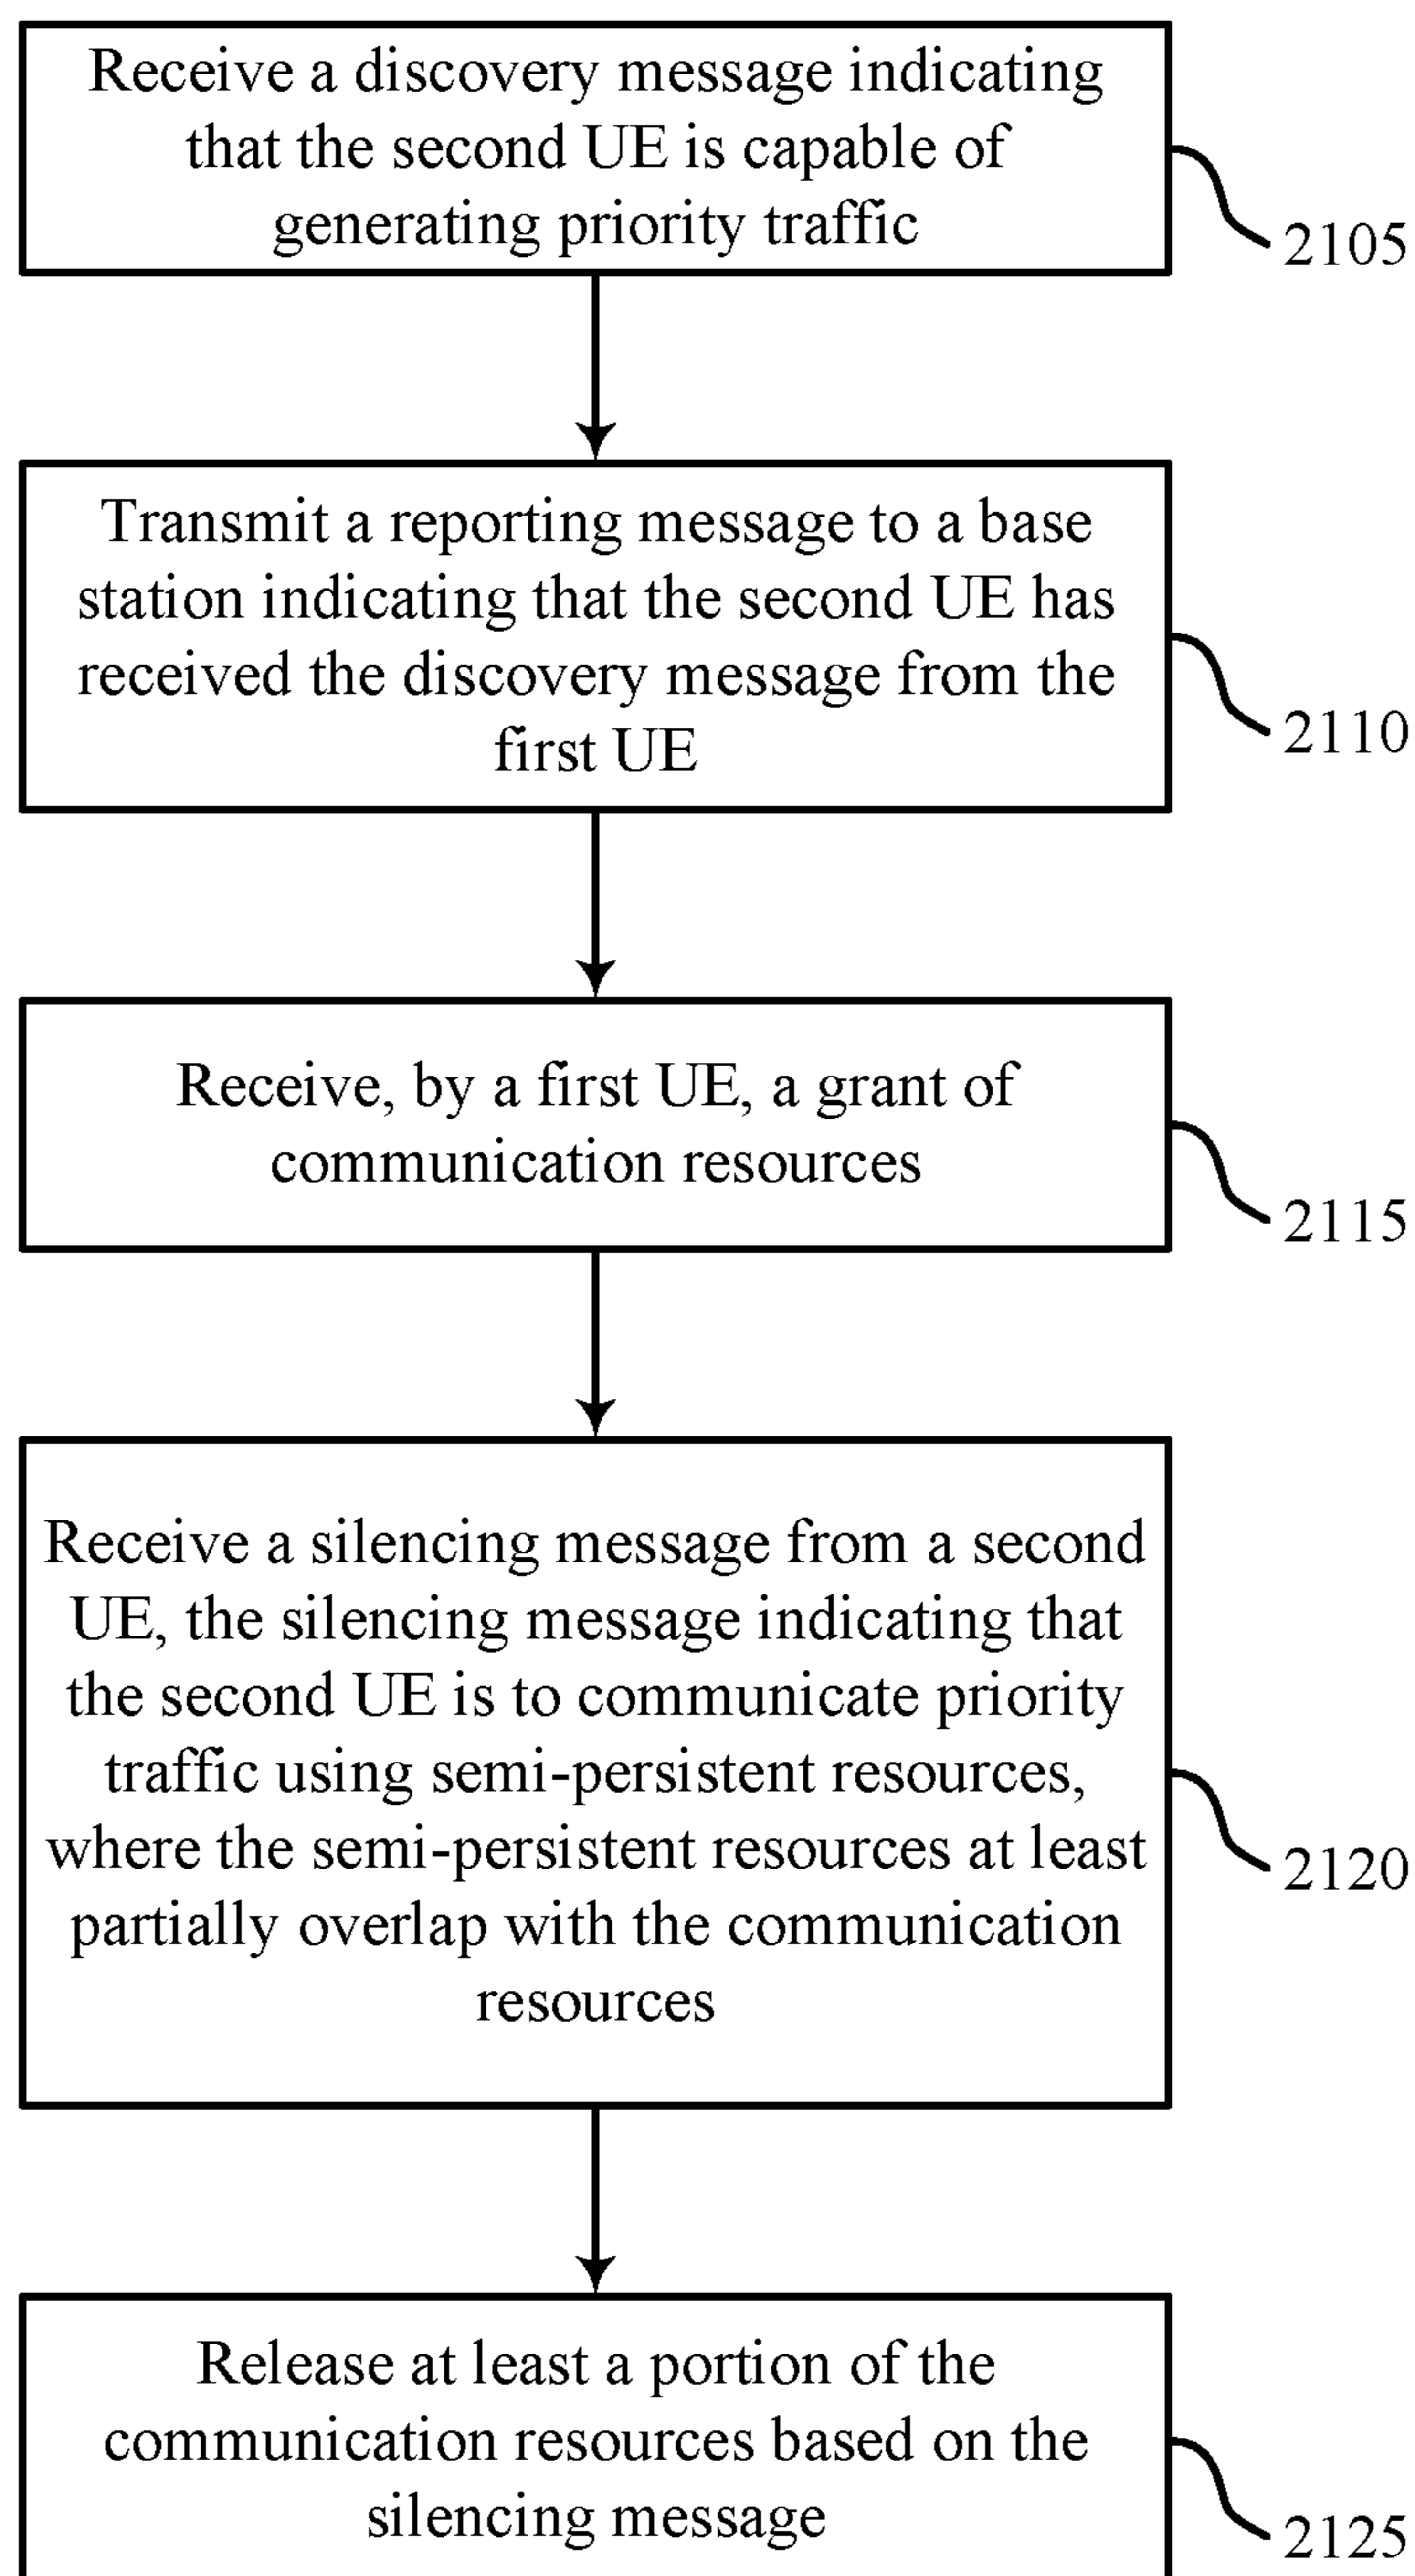 Receive a discovery message indicating
that the second UE is capable of
generating priority traffic
2105
Transmit a reporting message to a base
station indicating that the second UE has
received the discovery message from the
first UE
2110
Receive, by a first UE, a grant of
communication resources
2115
Receive a silencing message from a second
UE, the silencing message indicating that
the second UE is to communicate priority
traffic using semi-persistent resources,
where the semi-persistent resources at least
partially overlap with the communication
resources
2120
Release at least a portion of the
communication resources based on the
silencing message
2125